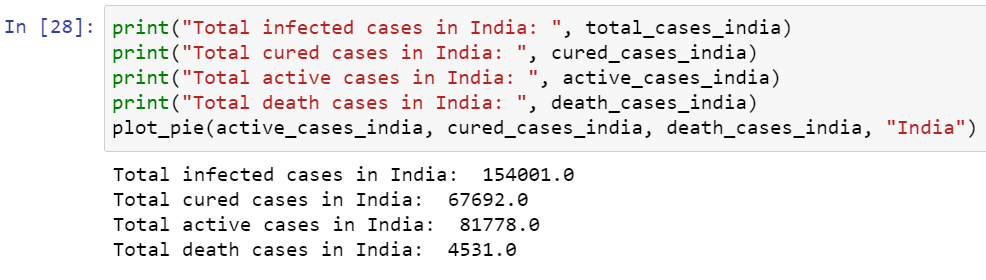 In [28]: print("Total infected cases in India: ", total_cases_india)
print("Total cured cases in India: ", cured_cases_india)
print("Total active cases in India: ", active_cases_india)
print("Total death cases in India: ", death_cases_india)
plot_pie(active_cases_india, cured_cases_india, death_cases_india, "India")
Total infected cases in India:  154001.0
Total cured cases in India:  67692.0
Total active cases in India:  81778.0
Total death cases in India:  4531.0